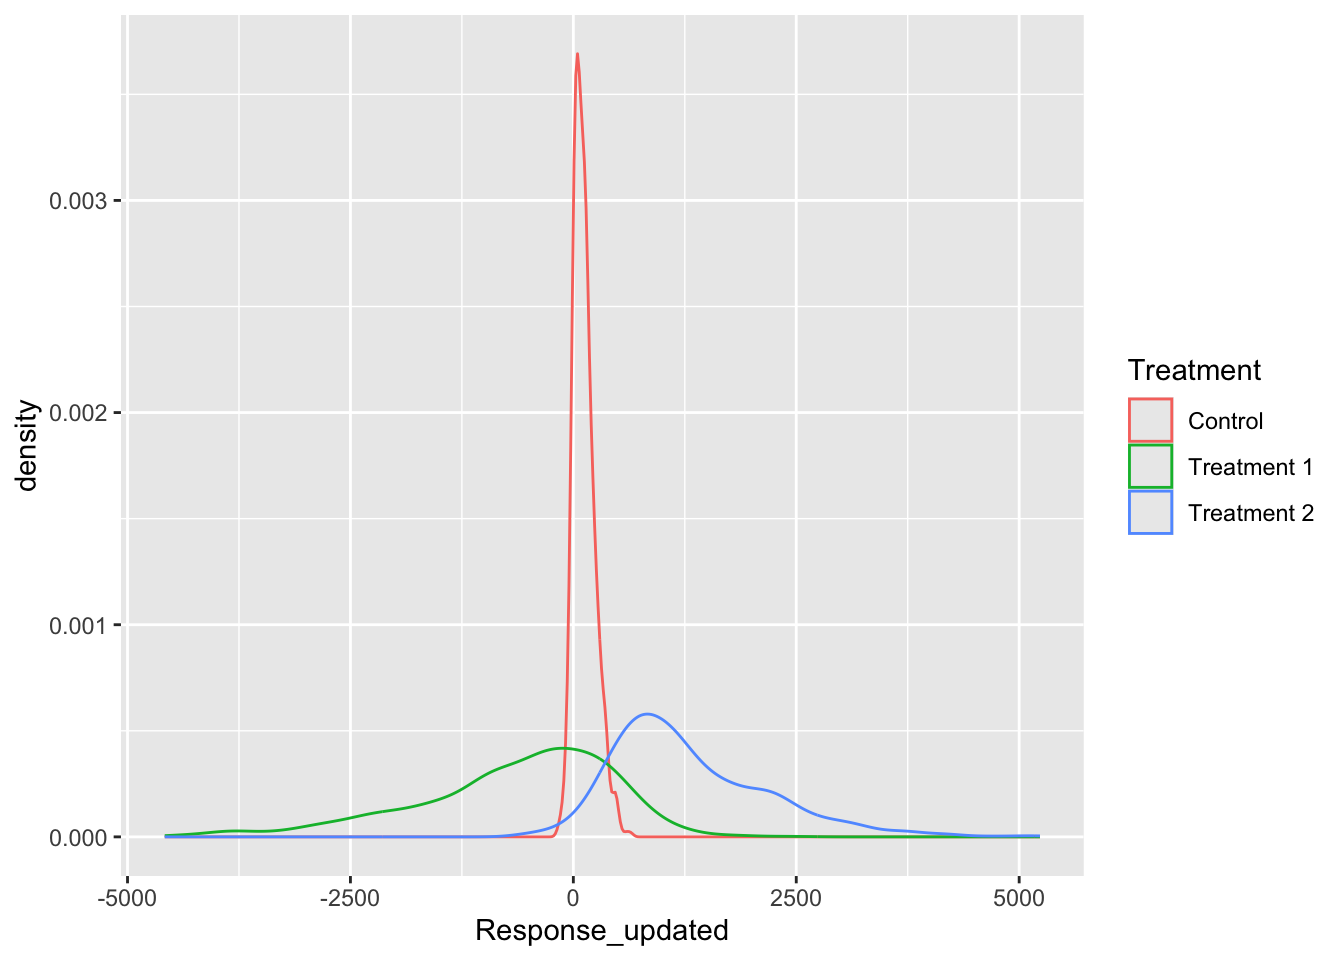 density
0.003
0.002
0.001
0.000
-5000
-2500
0
2500
5000
Response_updated
Treatment
Control
Treatment 1
Treatment 2